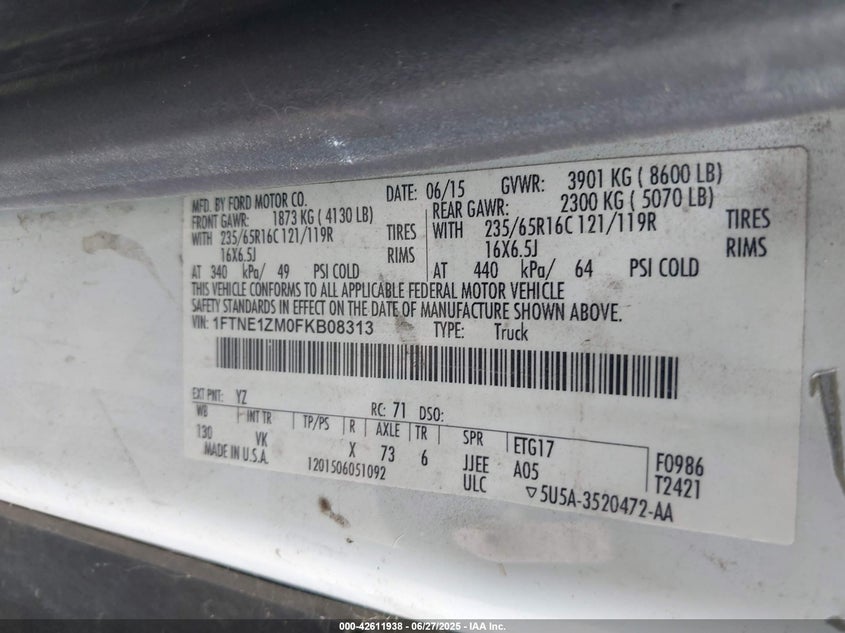 MFD. BY FORD MOTOR CO. DATE: 06/15 GVWR: 3901 KG ( 8600 LB)
FRONT GAWR: 1873 KG ( 4130 LB) REAR GAWR: 2300 KG ( 5070 LB)
WITH 235/65R16C 121/119R TIRES WITH 235/65R16C 121/119R TIRES
16X6.5J RIMS 16X6.5J RIMS
AT 340 kPa/ 49 PSI COLD AT 440 kPa/ 64 PSI COLD
THIS VEHICLE CONFORMS TO ALL APPLICABLE FEDERAL MOTOR VEHICLE
SAFETY STANDARDS IN EFFECT ON THE DATE OF MANUFACTURE SHOWN ABOVE.
VIN: 1FTNE1ZM0FKB08313 TYPE: Truck
EXT PNT: YZ RC: 71 DSO:
WB INT TR TP/PS R AXLE TR SPR ETG17 F0986
130 VK X 73 6 JJEE A05 T2421
MADE IN U.S.A. 1201506051092 ULC ▽5U5A-3520472-AA
000-42611938 - 06/27/2025 - IAA Inc.